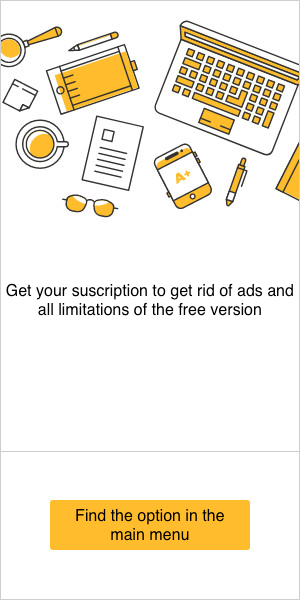 A+
Get your suscription to get rid of ads and
all limitations of the free version
Find the option in the
main menu